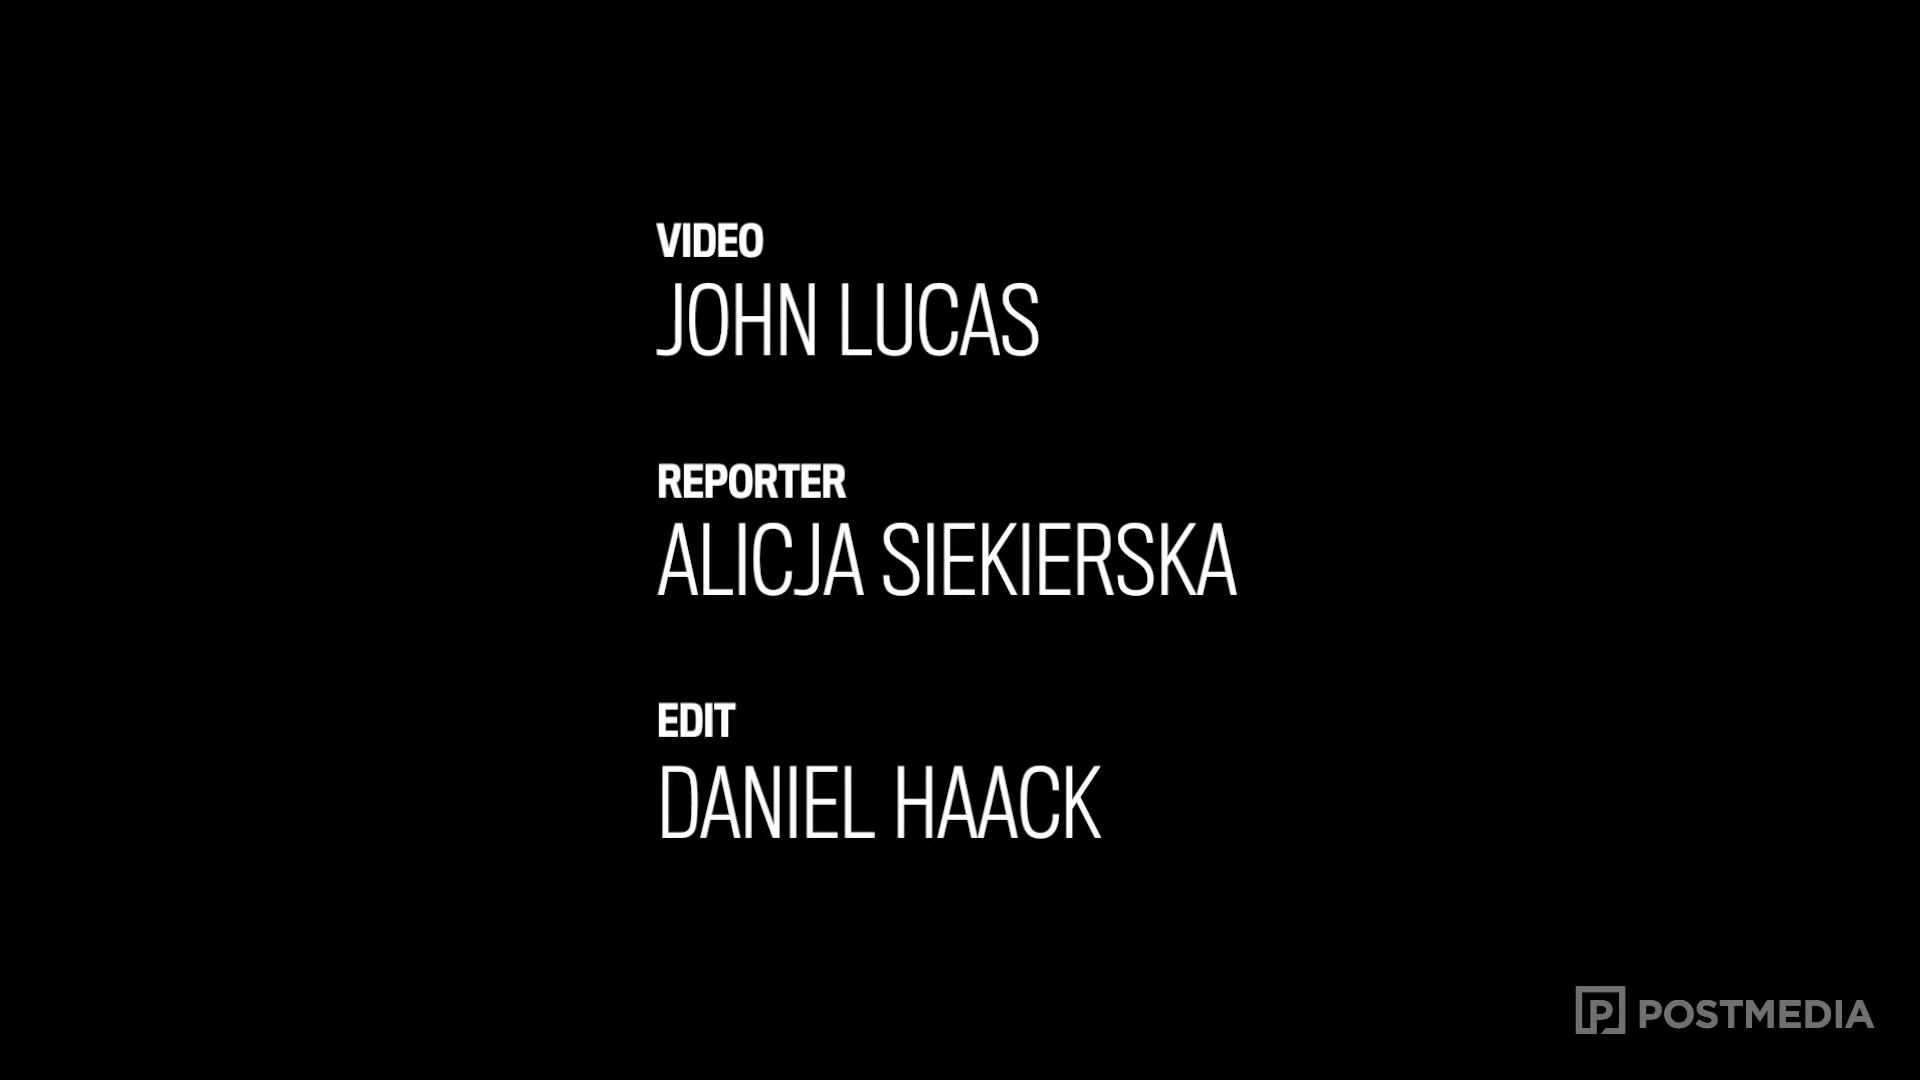 VIDEO
JOHN LUCAS
REPORTER
ALICJA SIEKIERSKA
EDIT
DANIEL HAACK
P POSTMEDIA